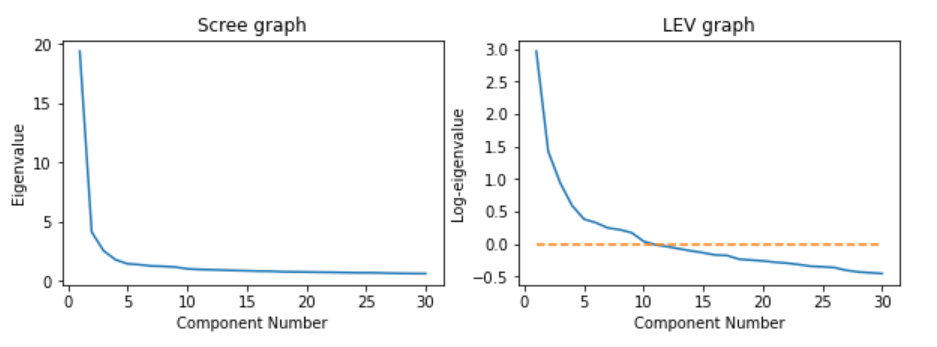 Scree graph
20
15
10
5
0
Eigenvalue
0 5 10 15 20 25 30
Component Number
LEV graph
3.0
2.5
2.0
1.5
1.0
0.5
0.0
−0.5
Log-eigenvalue
0 5 10 15 20 25 30
Component Number